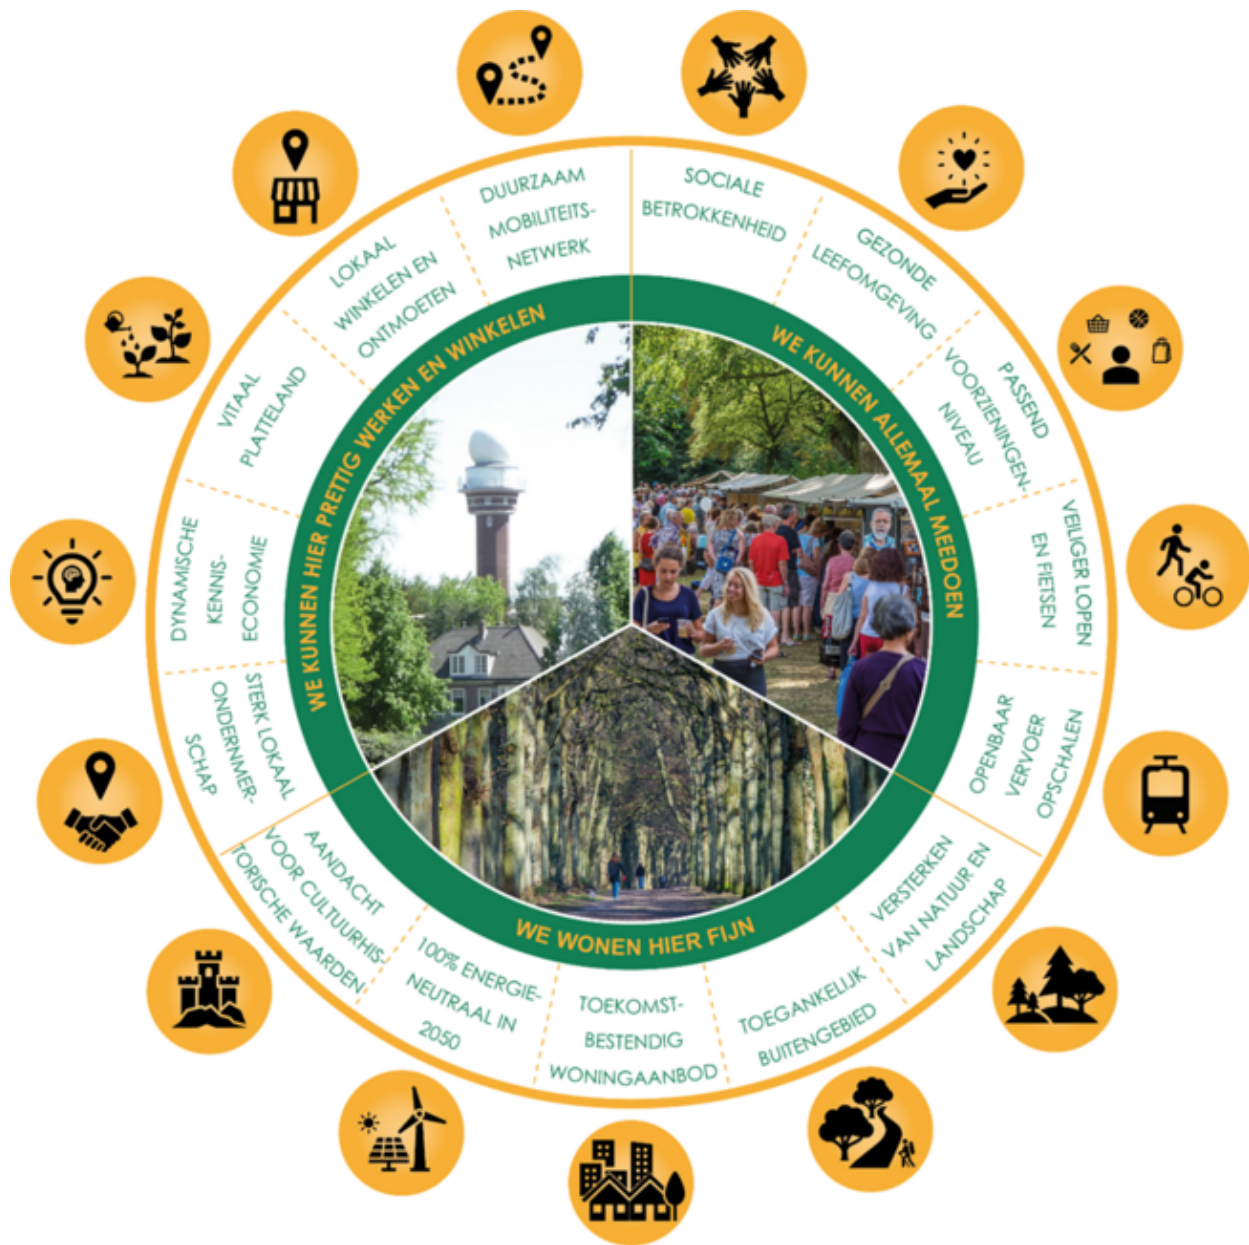 SOCIALE
BETROKKENHEID
GEZONDE
LEEFOMGEVING
PASSEND
VOORZIENINGEN-
NIVEAU
VEILIGER LOPEN
EN FIETSEN
OPENBAAR
VERVOER
OPSCHALEN
VERSTERKEN
VAN NATUUR EN
LANDSCHAP
TOEGANKELIJK
BUITENGEBIED
TOEKOMST-
BESTENDIG
WONINGAANBOD
100% ENERGIE-
NEUTRAAL IN
2050
AANDACHT
VOOR CULTUURHIS-
TORISCHE WAARDEN
STERK LOKAAL
ONDERNMER-
SCHAP
DYNAMISCHE
KENNIS-
ECONOMIE
VITAAL
PLATTELAND
LOKAAL
WINKELEN EN
ONTMOETEN
DUURZAAM
MOBILITEITS-
NETWERK
WE KUNNEN ALLEMAAL MEEDOEN
WE WONEN HIER FIJN
WE KUNNEN HIER PRETTIG WERKEN EN WINKELEN